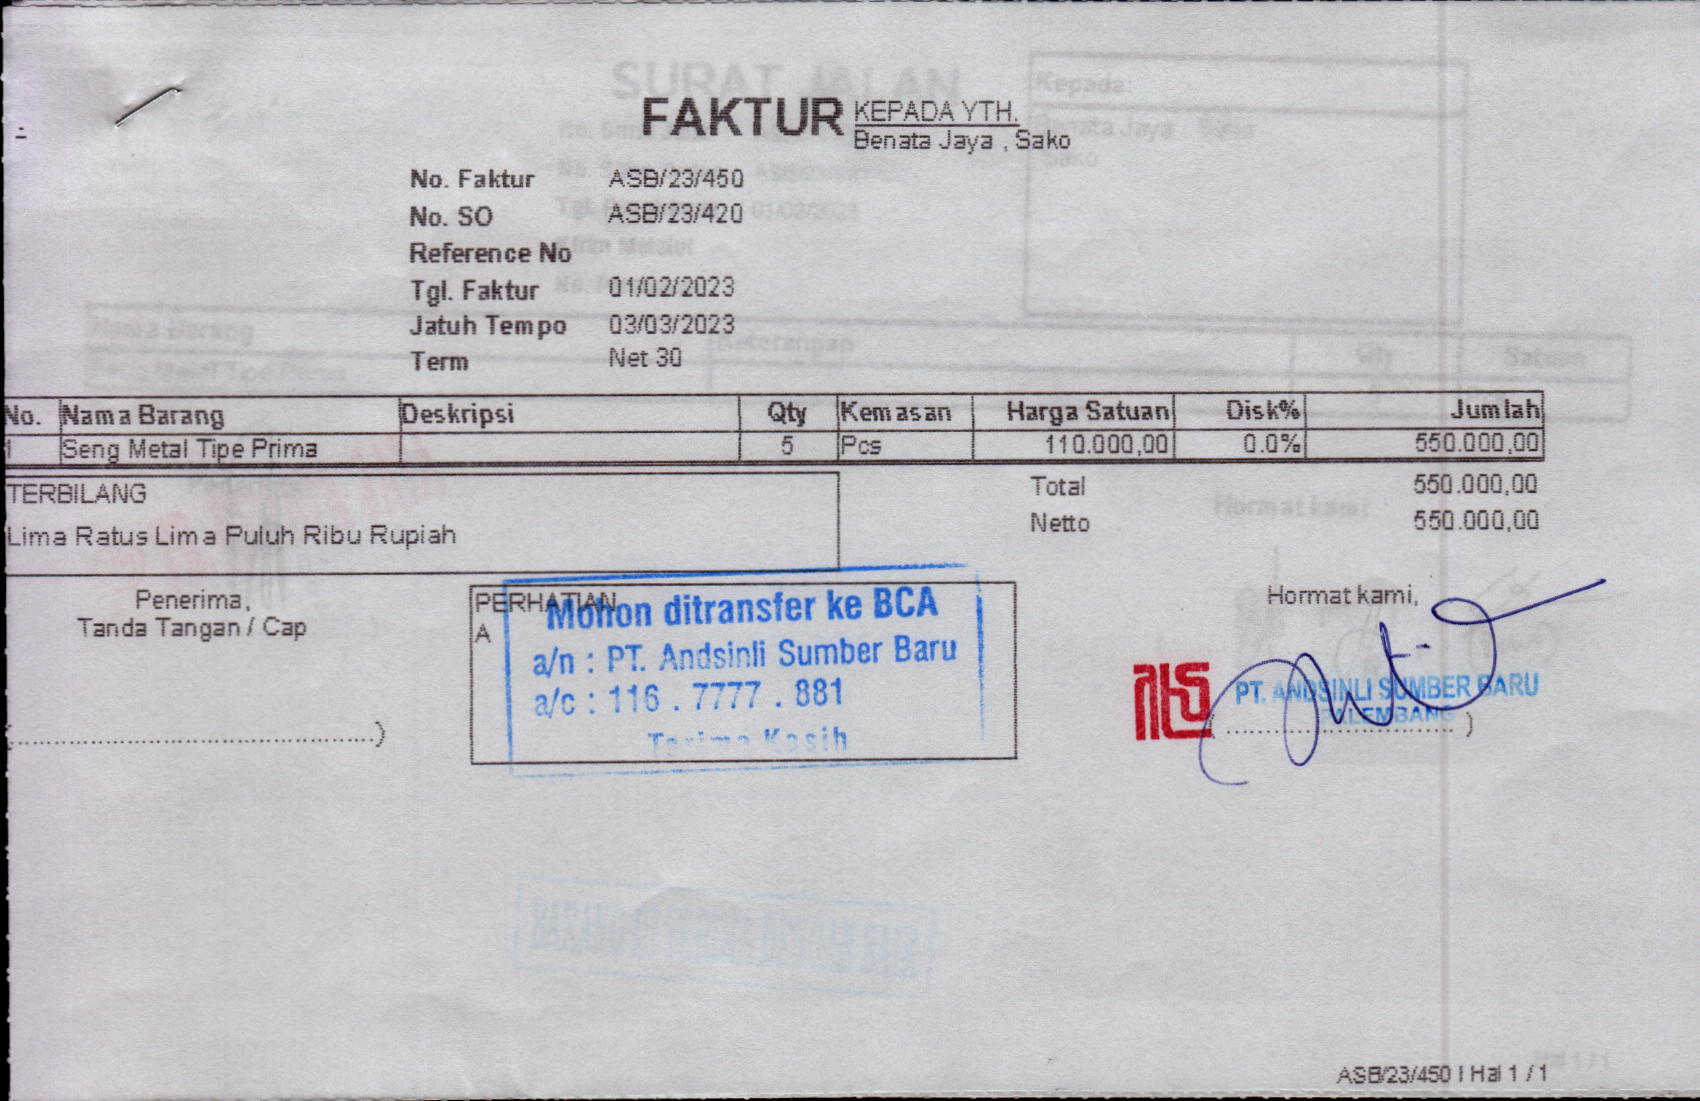 SURAT JALAN
Kepada:
FAKTUR KEPADA YTH.
Benata Jaya , Sako
No. Faktur ASB/23/450
No. SO ASB/23/420
Reference No
Tgl. Faktur 01/02/2023
Jatuh Tempo 03/03/2023
Term Net 30
No. Nama Barang Deskripsi Qty Kemasan Harga Satuan Disk% Jumlah
1 Seng Metal Tipe Prima 5 Pcs 110.000,00 0.0% 550.000,00
TERBILANG
Lima Ratus Lima Puluh Ribu Rupiah
Total 550.000,00
Netto 550.000,00
Penerima,
Tanda Tangan / Cap
(..........................................................)
PERHATIAN
A
Mohon ditransfer ke BCA
a/n : PT. Andsinli Sumber Baru
a/c : 116 . 7777 . 881
Terima Kasih
Hormat kami,
PT. ANDSINLI SUMBER BARU
PALEMBANG
(....................................)
ASB/23/450 | Hal 1 / 1